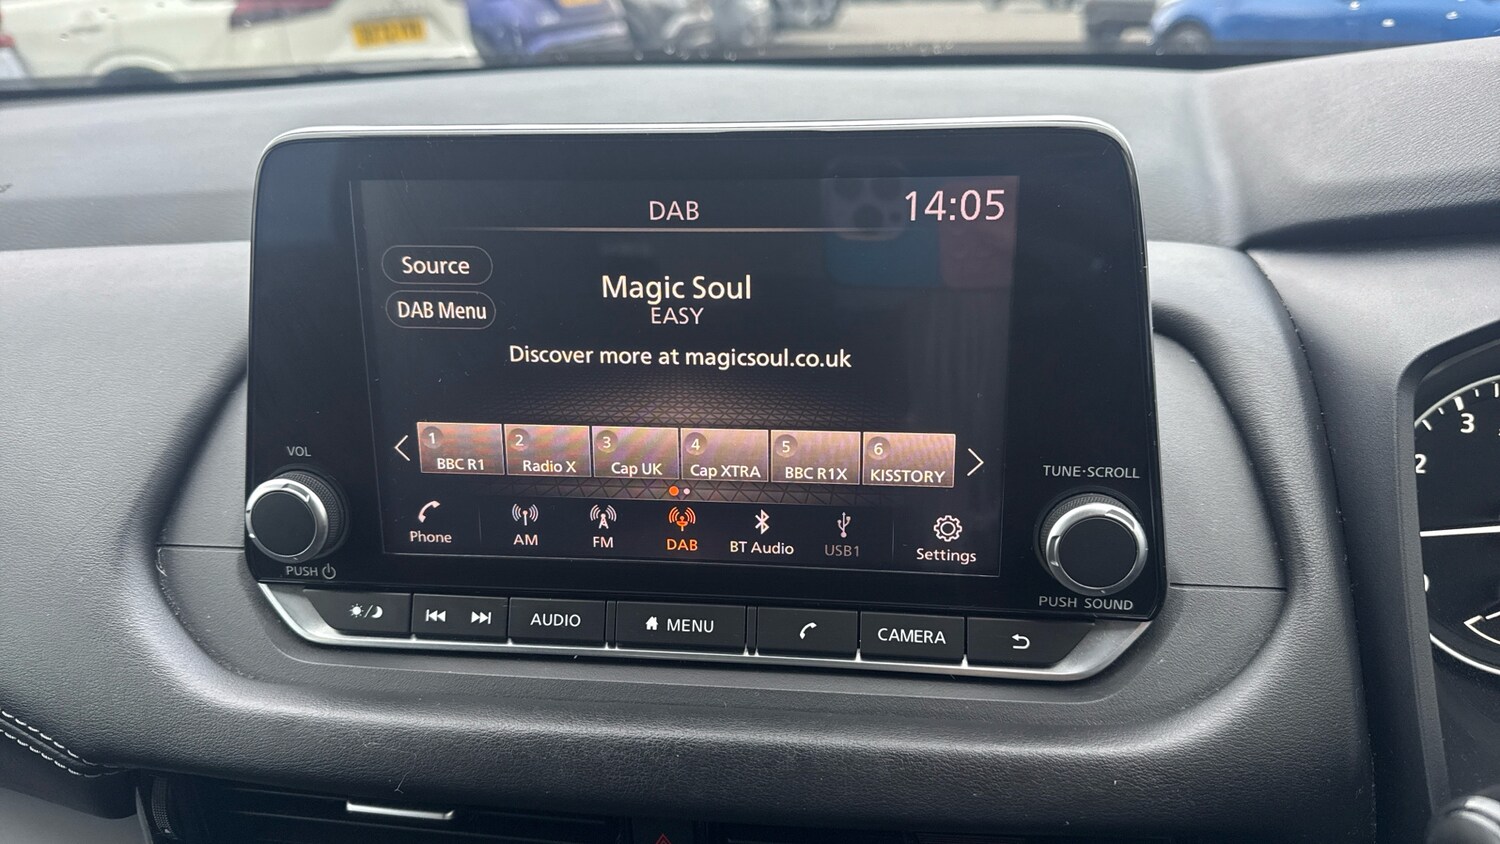 DAB
14:05
Source
DAB Menu
Magic Soul
EASY
Discover more at magicsoul.co.uk
1 BBC R1
2 Radio X
3 Cap UK
4 Cap XTRA
5 BBC R1X
6 KISSTORY
Phone
AM
FM
DAB
BT Audio
USB1
Settings
VOL
PUSH
TUNE·SCROLL
PUSH SOUND
AUDIO
MENU
CAMERA
3
2